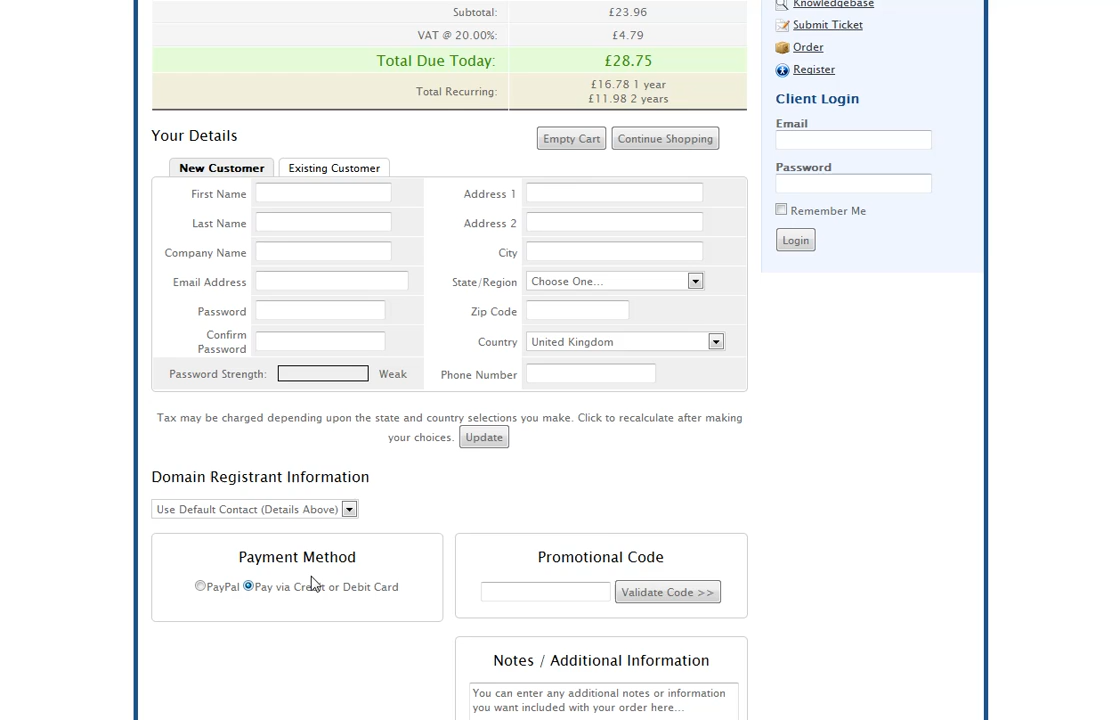 Subtotal: £23.96
VAT @ 20.00%: £4.79
Total Due Today: £28.75
Total Recurring: £16.78 1 year
£11.98 2 years
Your Details
Empty Cart
Continue Shopping
New Customer
Existing Customer
First Name
Last Name
Company Name
Email Address
Password
Confirm
Password
Password Strength: Weak
Address 1
Address 2
City
State/Region Choose One...
Zip Code
Country United Kingdom
Phone Number
Tax may be charged depending upon the state and country selections you make. Click to recalculate after making
your choices. Update
Domain Registrant Information
Use Default Contact (Details Above)
Payment Method
PayPal Pay via Credit or Debit Card
Promotional Code
Validate Code >>
Notes / Additional Information
You can enter any additional notes or information
you want included with your order here...
Knowledgebase
Submit Ticket
Order
Register
Client Login
Email
Password
Remember Me
Login